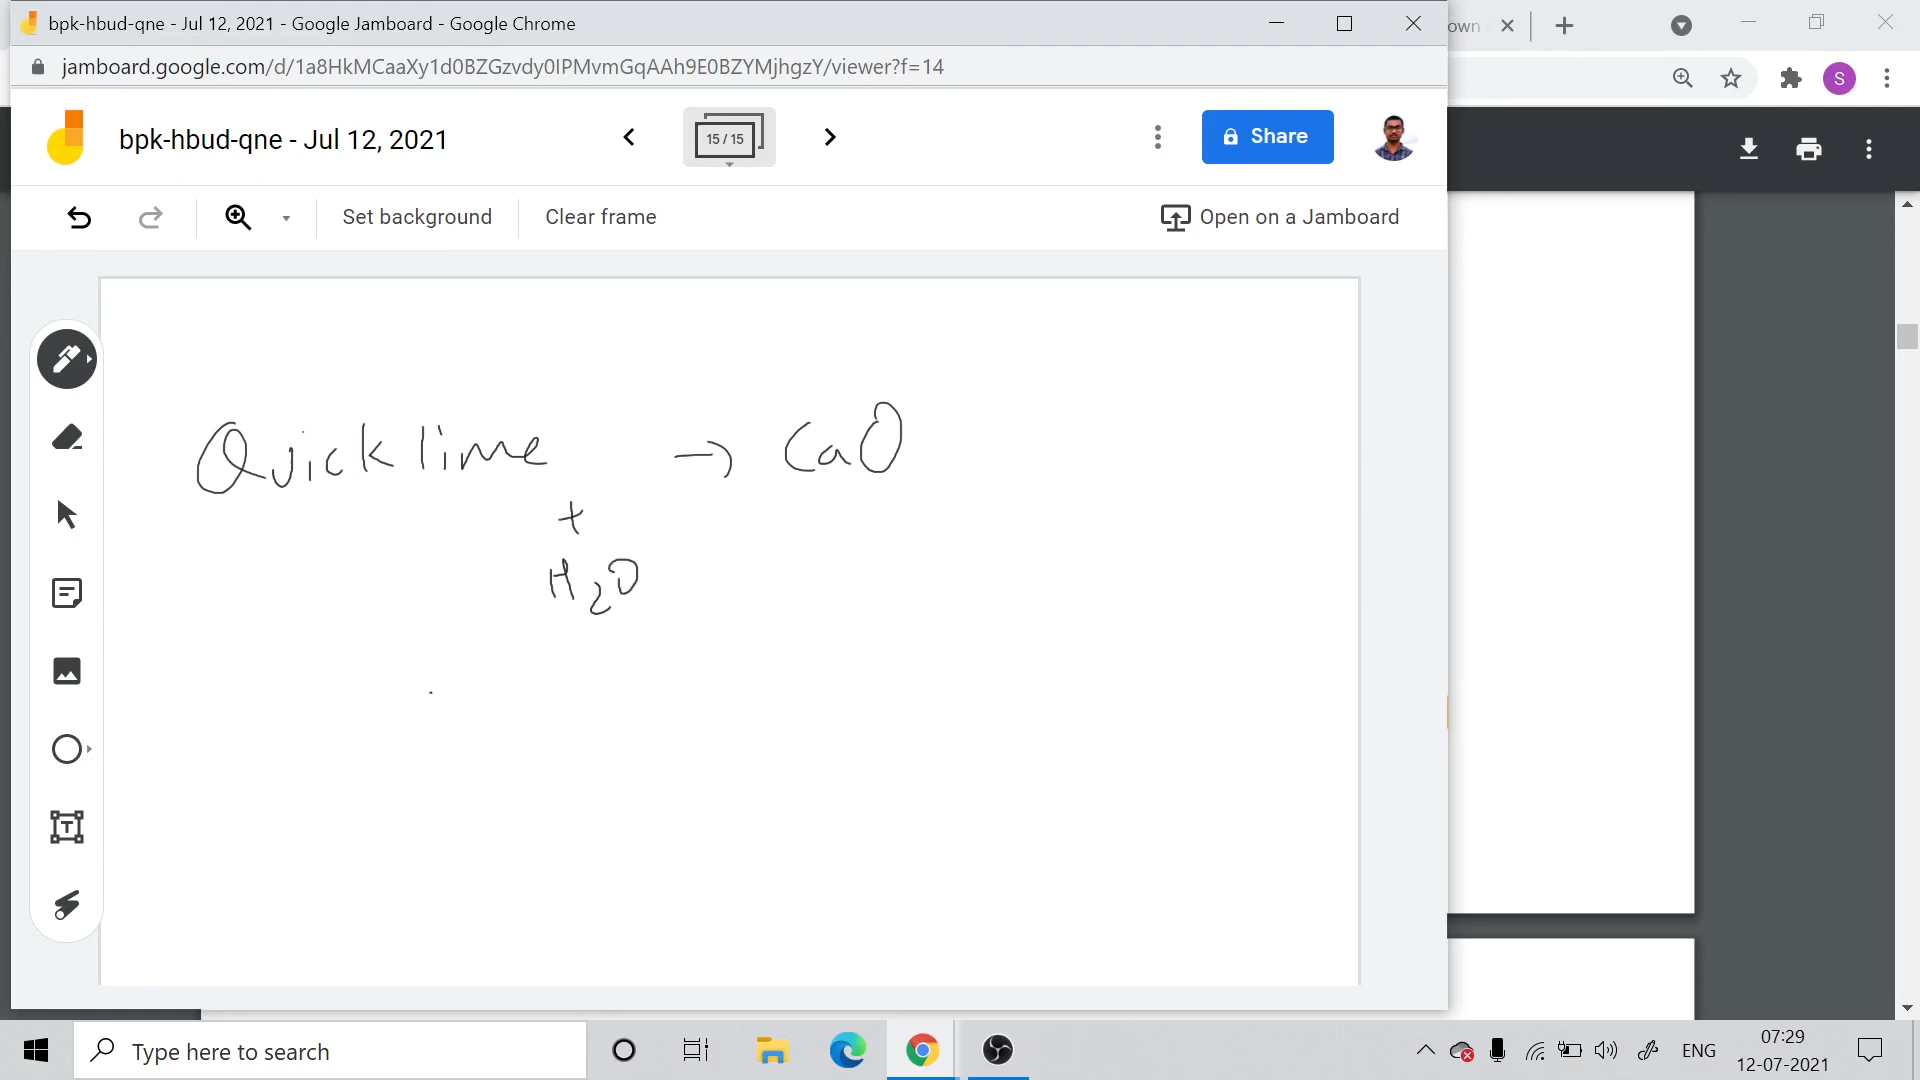 bpk-hbud-qne - Jul 12, 2021 - Google Jamboard - Google Chrome
own
jamboard.google.com/d/1a8HkMCaaXy1d0BZGzvdy0IPMvmGqAAh9E0BZYMjhgzY/viewer?f=14
S
bpk-hbud-qne - Jul 12, 2021
15 / 15
Share
Set background
Clear frame
Open on a Jamboard
Quick lime → CaO
+
H2O
T
Type here to search
ENG
07:29
12-07-2021